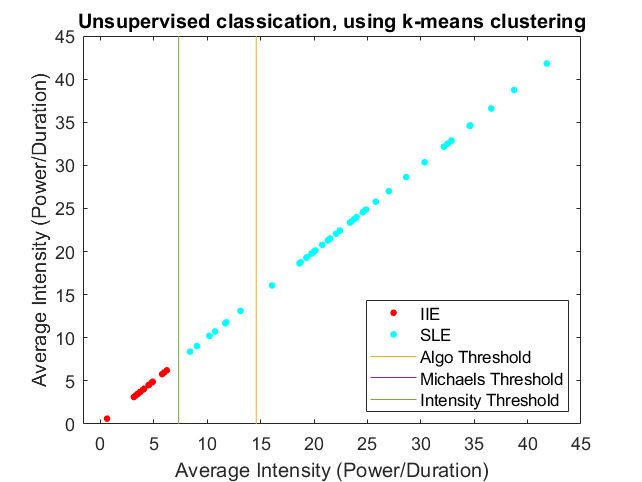 Unsupervised classication, using k-means clustering
Average Intensity (Power/Duration)
45
40
35
30
25
20
15
10
5
0
IIE
SLE
Algo Threshold
Michaels Threshold
Intensity Threshold
0 5 10 15 20 25 30 35 40 45
Average Intensity (Power/Duration)